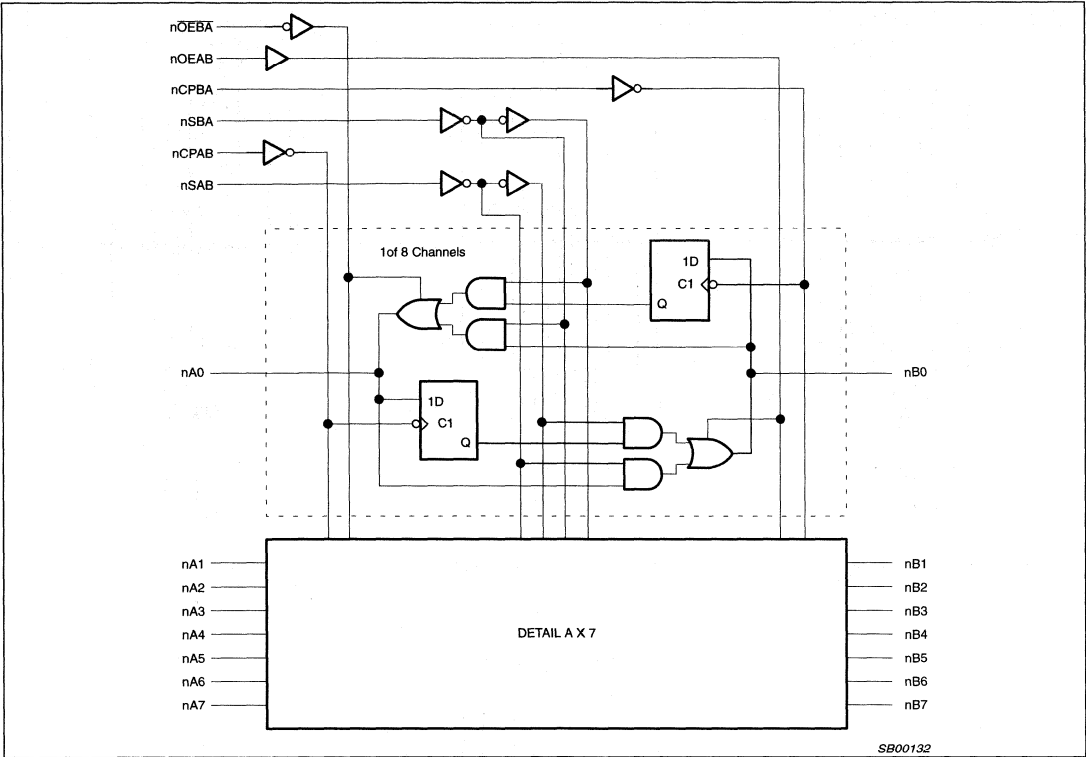 nOEBA
nOEAB
nCPBA
nSBA
nCPAB
nSAB
1of 8 Channels
1D
C1
Q
nA0
nB0
1D
C1
Q
nA1
nB1
nA2
nB2
nA3
nB3
nA4
DETAIL A X 7
nB4
nA5
nB5
nA6
nB6
nA7
nB7
SB00132